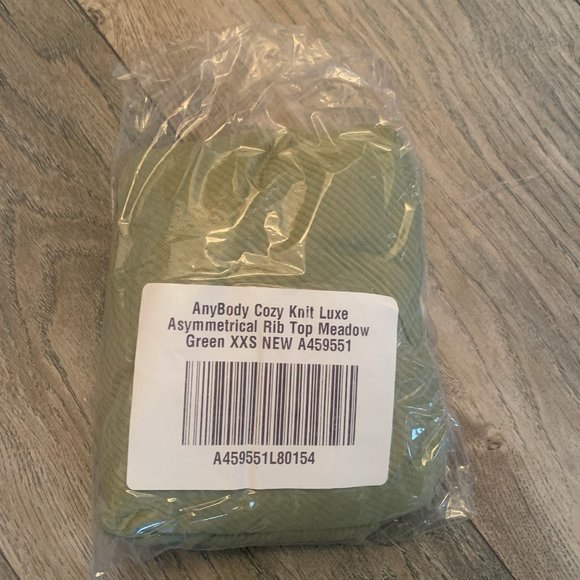 AnyBody Cozy Knit Luxe
Asymmetrical Rib Top Meadow
Green XXS NEW A459551
A459551L80154